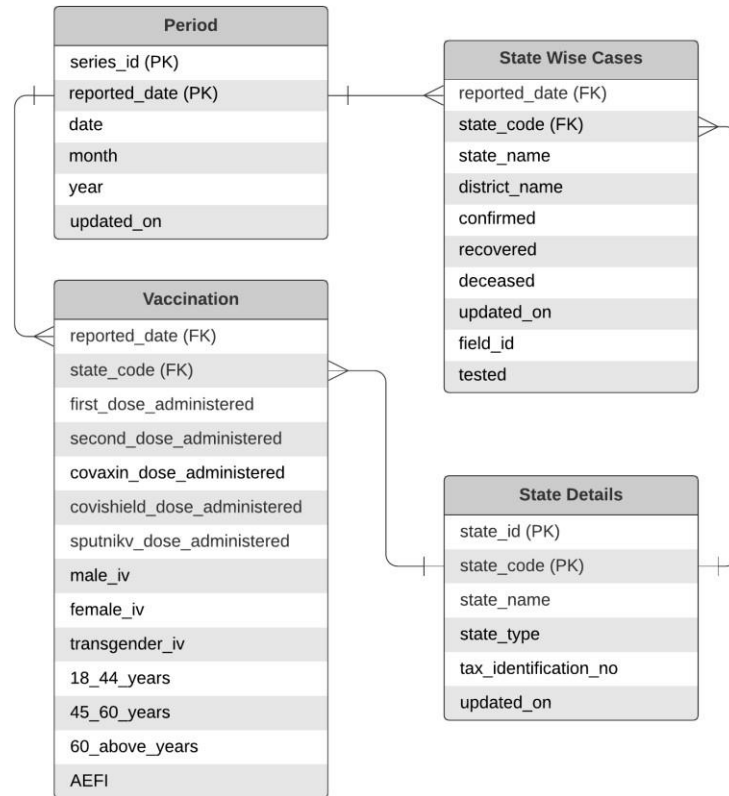 Period
series_id (PK)
reported_date (PK)
date
month
year
updated_on
State Wise Cases
reported_date (FK)
state_code (FK)
state_name
district_name
confirmed
recovered
deceased
updated_on
field_id
tested
Vaccination
reported_date (FK)
state_code (FK)
first_dose_administered
second_dose_administered
covaxin_dose_administered
covishield_dose_administered
sputnikv_dose_administered
male_iv
female_iv
transgender_iv
18_44_years
45_60_years
60_above_years
AEFI
State Details
state_id (PK)
state_code (PK)
state_name
state_type
tax_identification_no
updated_on